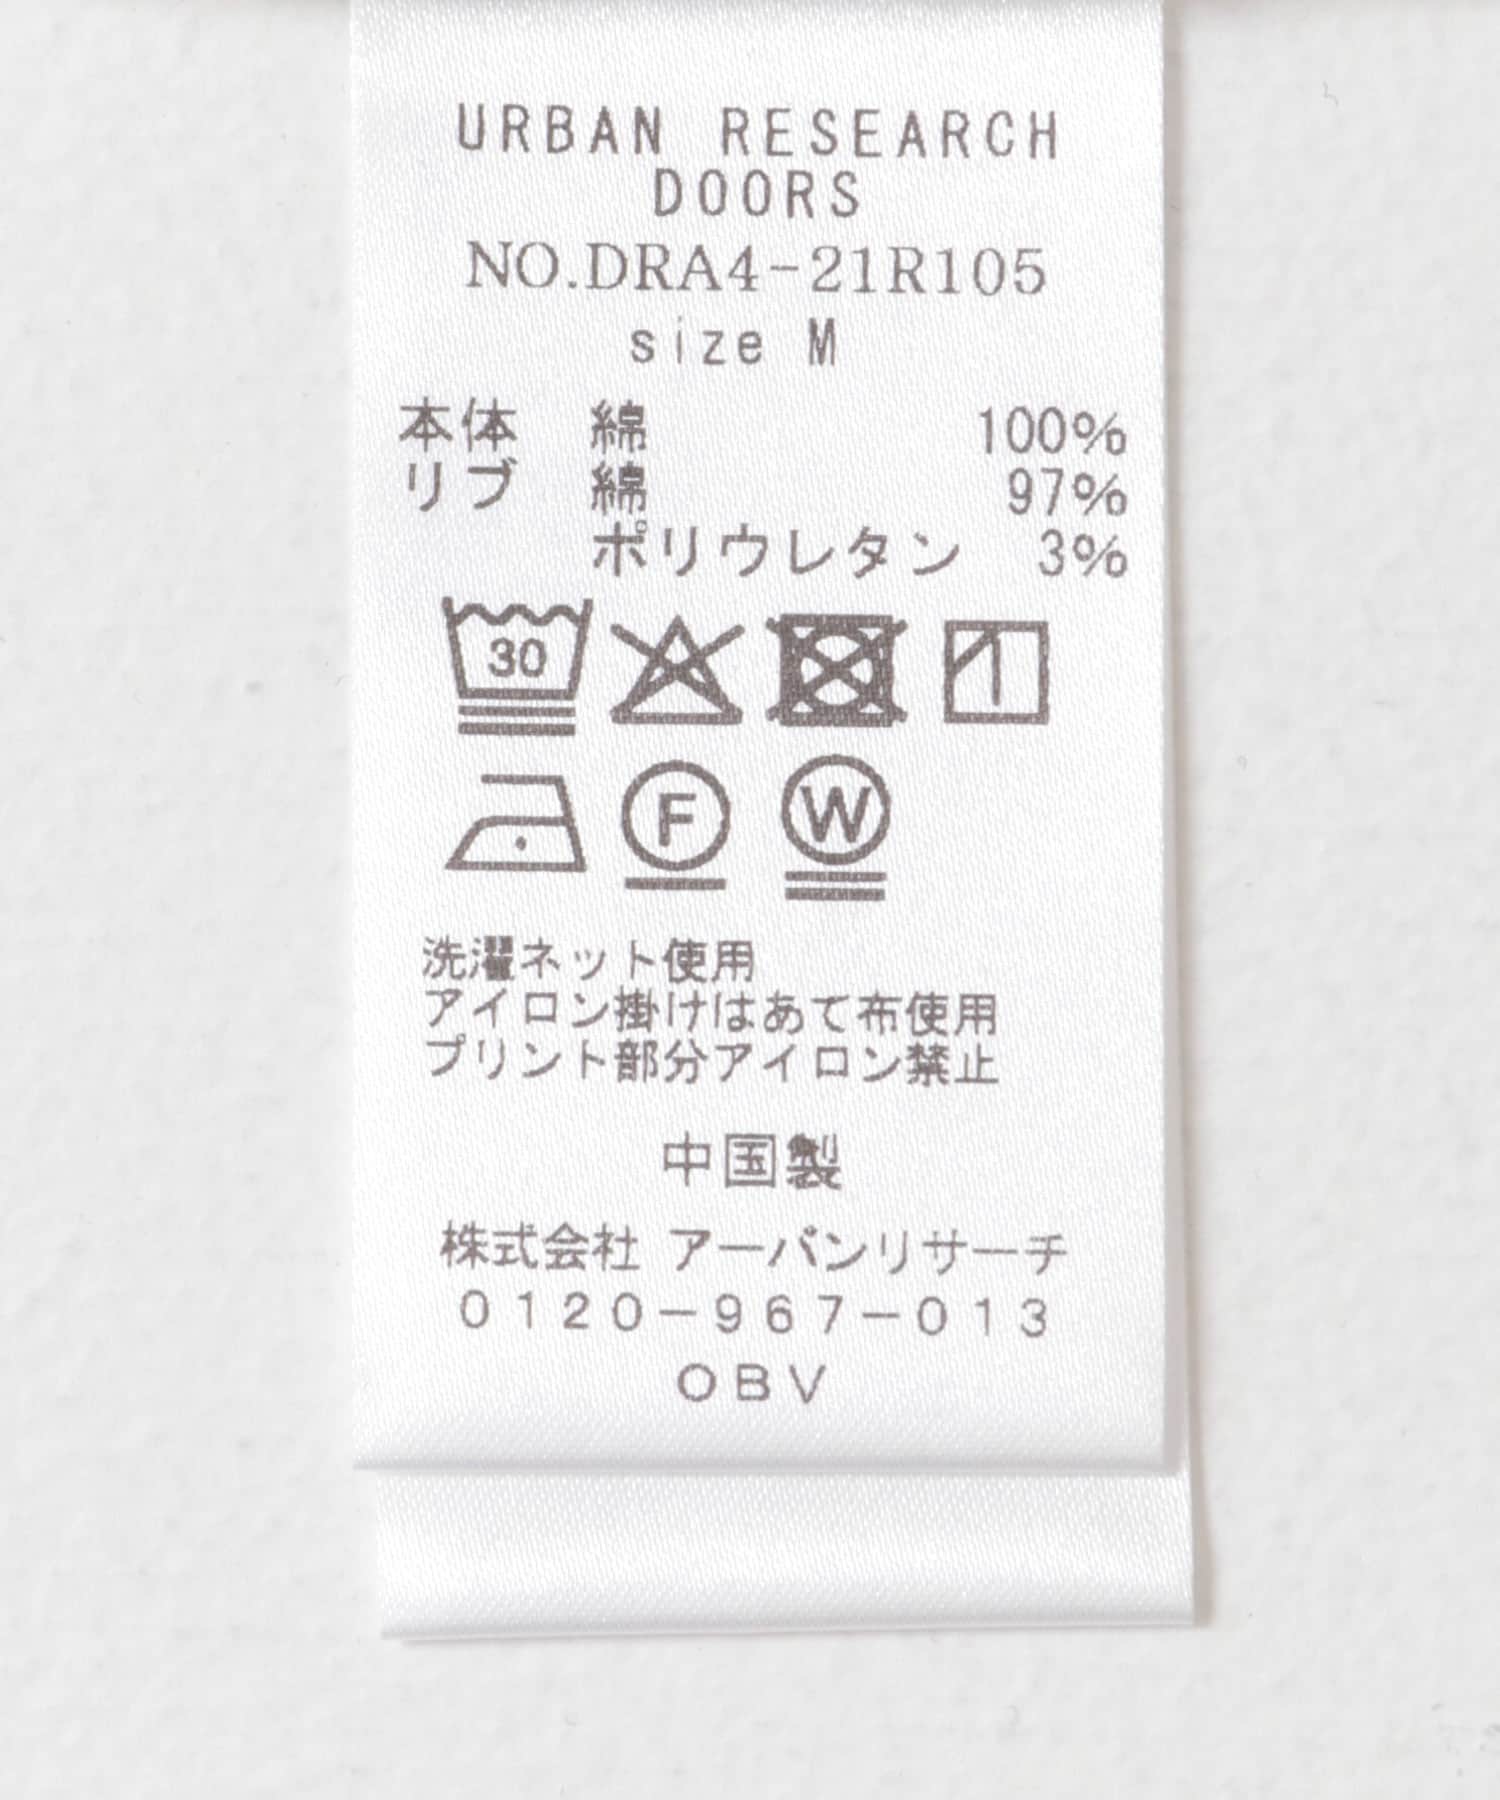 URBAN RESEARCH
DOORS
NO.DRA4-21R105
size M
本体 綿 100%
リブ 綿 97%
ポリウレタン 3%
30
F W
洗濯ネット使用
アイロン掛けはあて布使用
プリント部分アイロン禁止
中国製
株式会社 アーバンリサーチ
0120-967-013
OBV